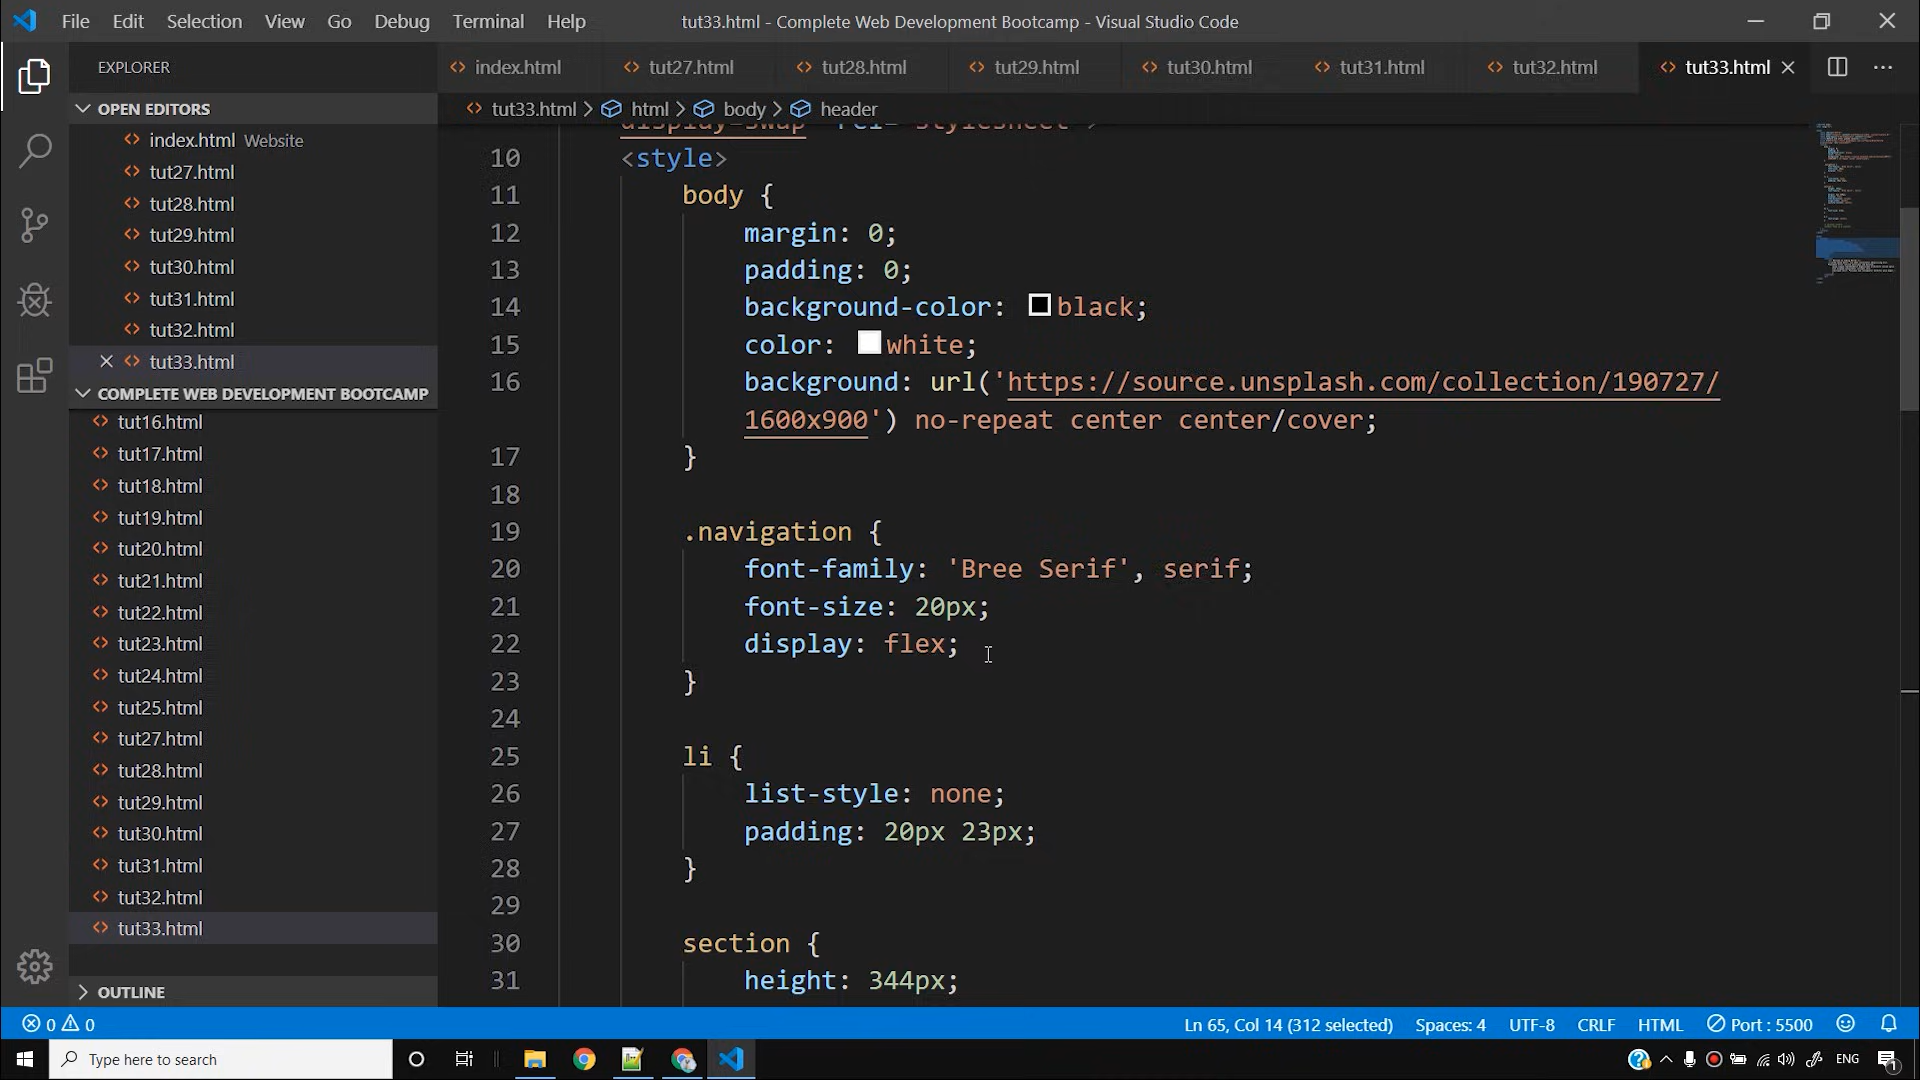 File Edit Selection View Go Debug Terminal Help
tut33.html - Complete Web Development Bootcamp - Visual Studio Code
EXPLORER
OPEN EDITORS
index.html Website
tut27.html
tut28.html
tut29.html
tut30.html
tut31.html
tut32.html
tut33.html
COMPLETE WEB DEVELOPMENT BOOTCAMP
tut16.html
tut17.html
tut18.html
tut19.html
tut20.html
tut21.html
tut22.html
tut23.html
tut24.html
tut25.html
tut27.html
tut28.html
tut29.html
tut30.html
tut31.html
tut32.html
tut33.html
OUTLINE
index.html tut27.html tut28.html tut29.html tut30.html tut31.html tut32.html tut33.html
tut33.html > html > body > header
display=swap" rel="stylesheet">
10 <style>
11 body {
12 margin: 0;
13 padding: 0;
14 background-color: black;
15 color: white;
16 background: url('https://source.unsplash.com/collection/190727/
1600x900') no-repeat center center/cover;
17 }
18
19 .navigation {
20 font-family: 'Bree Serif', serif;
21 font-size: 20px;
22 display: flex;
23 }
24
25 li {
26 list-style: none;
27 padding: 20px 23px;
28 }
29
30 section {
31 height: 344px;
0 0
Ln 65, Col 14 (312 selected) Spaces: 4 UTF-8 CRLF HTML Port : 5500
Type here to search
ENG
1